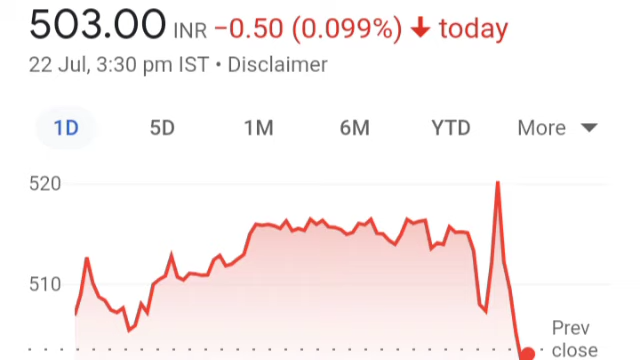 503.00 INR −0.50 (0.099%) ↓ today
22 Jul, 3:30 pm IST • Disclaimer
1D 5D 1M 6M YTD More
520
510
Prev
close